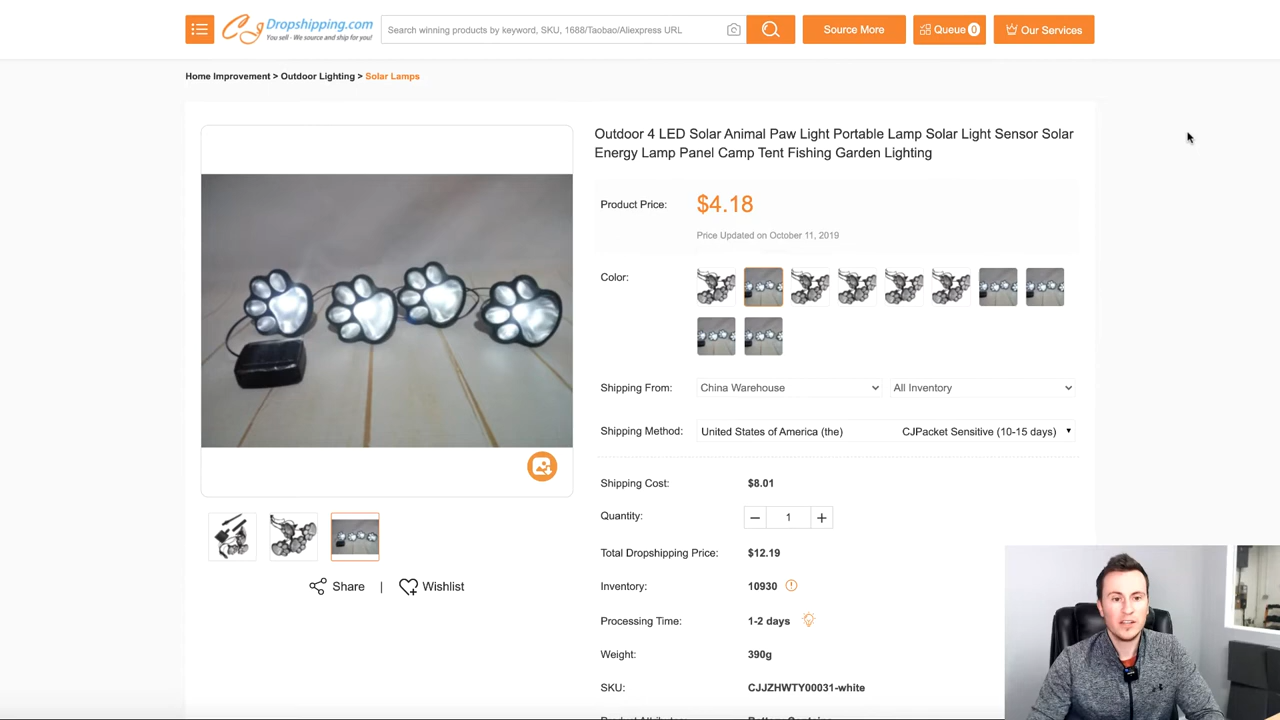 CJ Dropshipping.com
You sell - We source and ship for you!
Search winning products by keyword, SKU, 1688/Taobao/Aliexpress URL
Source More
Queue 0
Our Services
Home Improvement > Outdoor Lighting > Solar Lamps
Outdoor 4 LED Solar Animal Paw Light Portable Lamp Solar Light Sensor Solar
Energy Lamp Panel Camp Tent Fishing Garden Lighting
Product Price: $4.18
Price Updated on October 11, 2019
Color:
Shipping From: China Warehouse All Inventory
Shipping Method: United States of America (the) CJPacket Sensitive (10-15 days)
Shipping Cost: $8.01
Quantity: 1
Total Dropshipping Price: $12.19
Inventory: 10930
Processing Time: 1-2 days
Weight: 390g
SKU: CJJZHWTY00031-white
Share | Wishlist